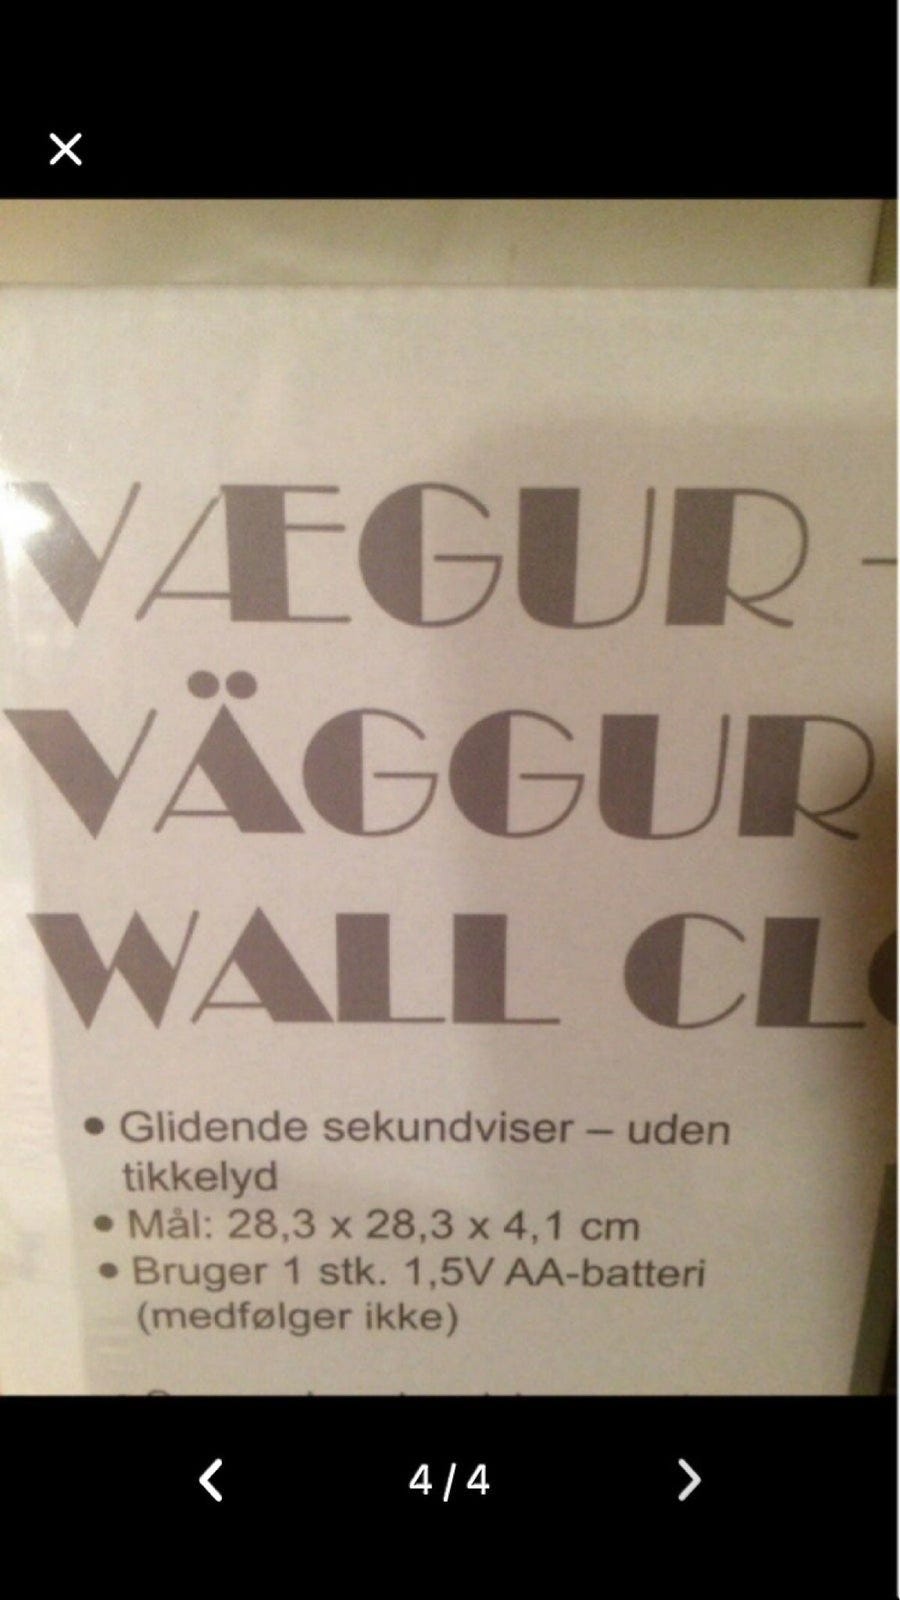 VÆGUR -
VÄGGUR
WALL CLO
• Glidende sekundviser – uden
tikkelyd
• Mål: 28,3 x 28,3 x 4,1 cm
• Bruger 1 stk. 1,5V AA-batteri
(medfølger ikke)
4 / 4